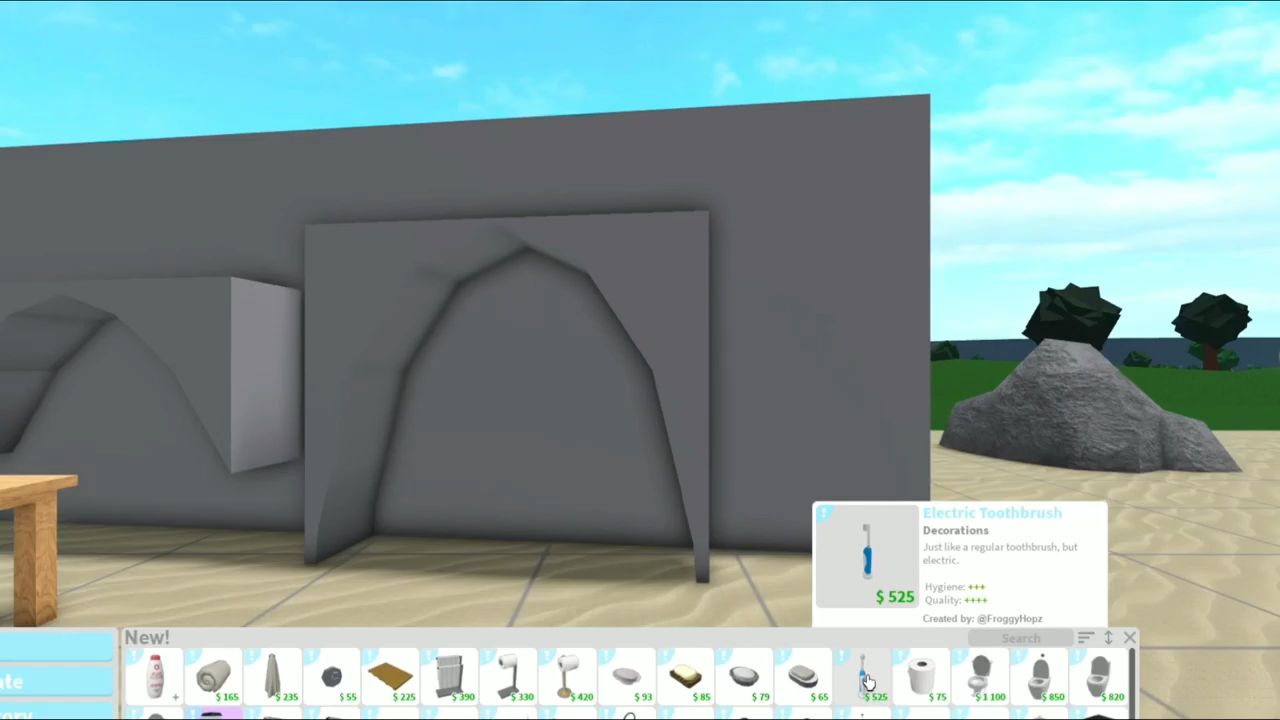 Electric Toothbrush
Decorations
Just like a regular toothbrush, but
electric.
$ 525
Hygiene: +++
Quality: ++++
Created by: @FroggyHopz
New!
Search
ate
+
$ 165
$ 235
$ 55
$ 225
$ 390
$ 330
$ 420
$ 93
$ 85
$ 79
$ 65
$ 525
$ 75
$ 1 100
$ 850
$ 820